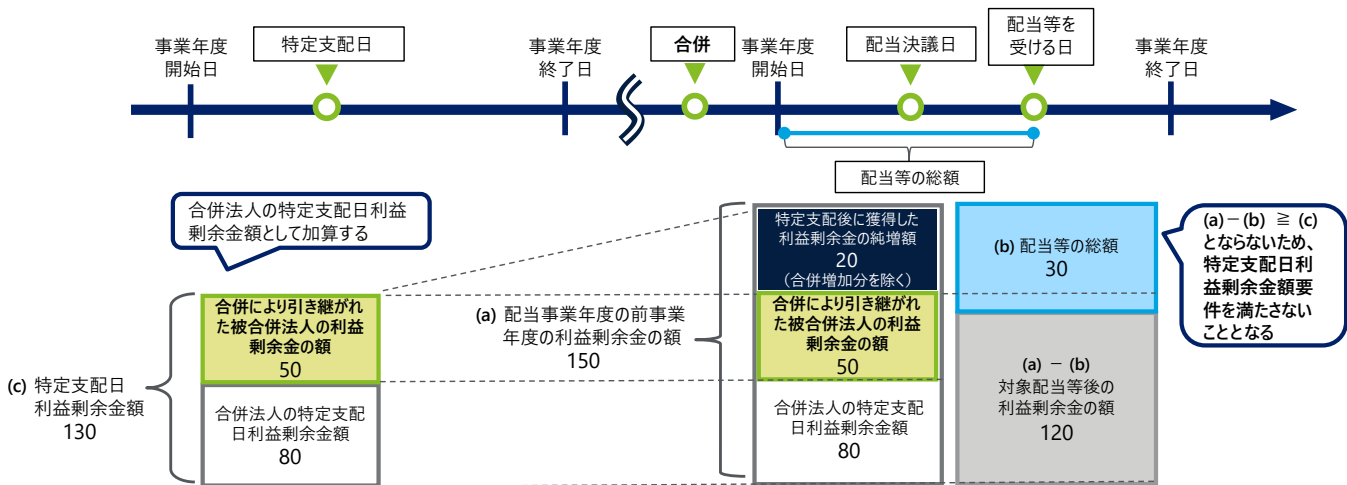 事業年度
開始日
特定支配日
事業年度
終了日
合併
事業年度
開始日
配当決議日
配当等を
受ける日
事業年度
終了日
配当等の総額
合併法人の特定支配日利益
剰余金額として加算する
(c) 特定支配日
利益剰余金額
130
合併により引き継がれ
た被合併法人の利益
剰余金の額
50
合併法人の特定支配
日利益剰余金額
80
(a) 配当事業年度の前事業
年度の利益剰余金の額
150
特定支配後に獲得した
利益剰余金の純増額
20
（合併増加分を除く）
合併により引き継がれ
た被合併法人の利益
剰余金の額
50
合併法人の特定支配
日利益剰余金額
80
(b) 配当等の総額
30
(a) － (b)
対象配当等後の
利益剰余金の額
120
(a)－(b) ≧ (c)
とならないため、
特定支配日利
益剰余金額要
件を満たさない
こととなる